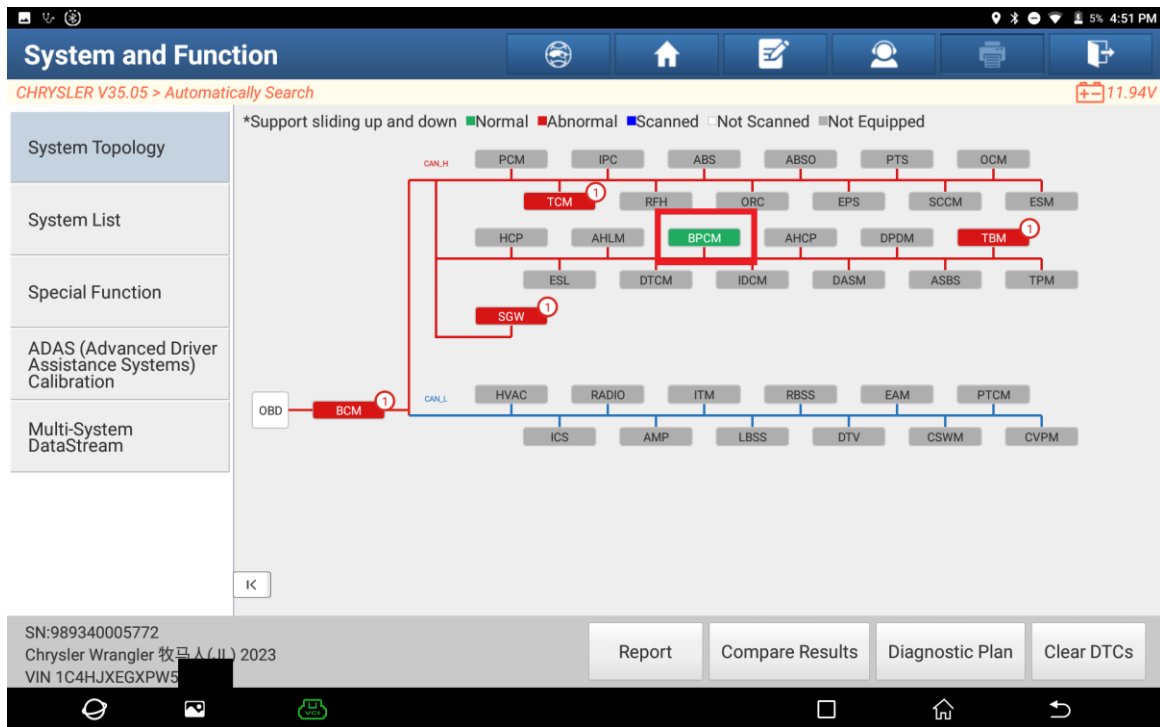 5% 4:51 PM
System and Function
CHRYSLER V35.05 > Automatically Search
11.94V
System Topology
System List
Special Function
ADAS (Advanced Driver
Assistance Systems)
Calibration
Multi-System
DataStream
*Support sliding up and down Normal Abnormal Scanned Not Scanned Not Equipped
CAN_H PCM IPC ABS ABSO PTS OCM
TCM 1 RFH ORC EPS SCCM ESM
HCP AHLM BPCM AHCP DPDM TBM 1
ESL DTCM IDCM DASM ASBS TPM
SGW 1
CAN_L HVAC RADIO ITM RBSS EAM PTCM
OBD BCM 1
ICS AMP LBSS DTV CSWM CVPM
SN:989340005772
Chrysler Wrangler 牧马人(JL) 2023
VIN 1C4HJXEGXPW5
Report Compare Results Diagnostic Plan Clear DTCs
VCI